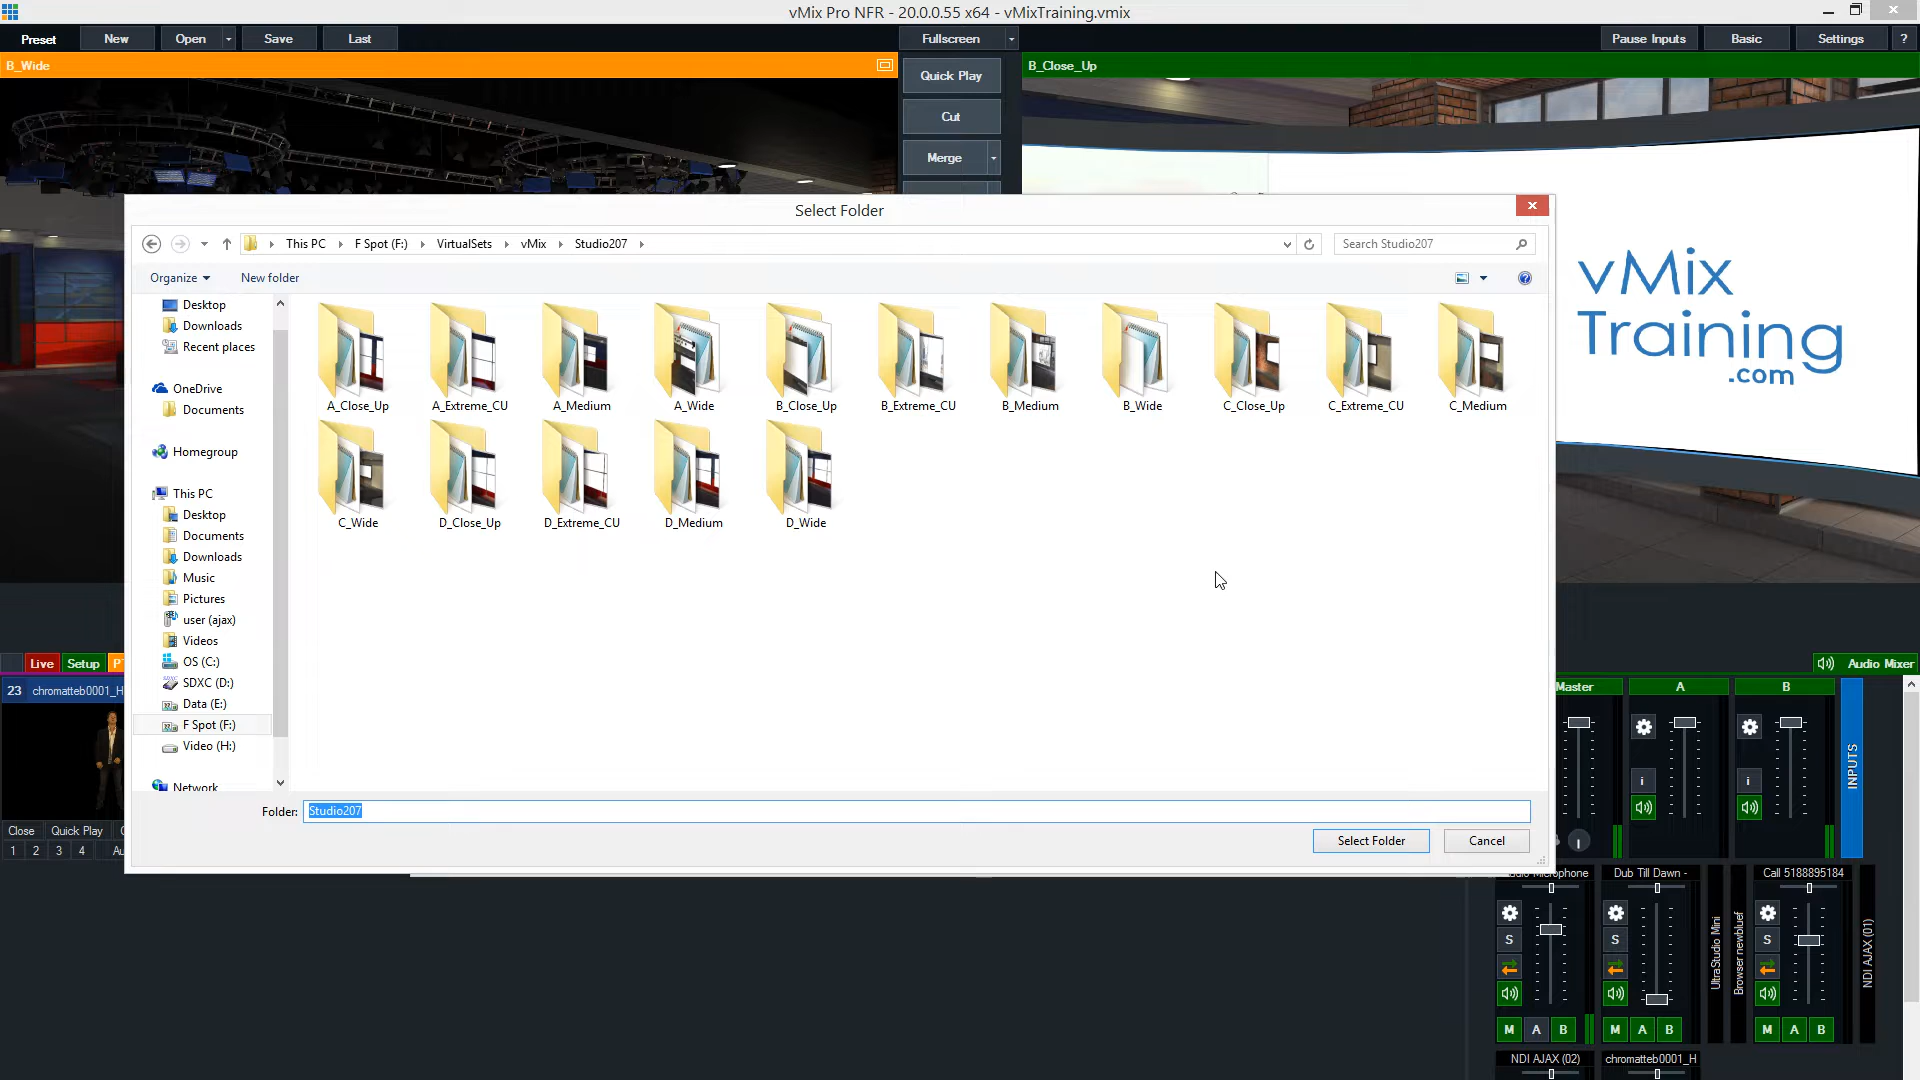 vMix Pro NFR - 20.0.0.55 x64 - vMixTraining.vmix
Preset New Open Save Last Fullscreen Pause Inputs Basic Settings ?
B_Wide
B_Close_Up
Quick Play
Cut
Merge
Select Folder
This PC F Spot (F:) VirtualSets vMix Studio207 Search Studio207
Organize New folder
Desktop
Downloads
Recent places
OneDrive
Documents
Homegroup
This PC
Desktop
Documents
Downloads
Music
Pictures
user (ajax)
Videos
OS (C:)
SDXC (D:)
Data (E:)
F Spot (F:)
Video (H:)
Network
A_Close_Up A_Extreme_CU A_Medium A_Wide B_Close_Up B_Extreme_CU B_Medium B_Wide C_Close_Up C_Extreme_CU C_Medium
C_Wide D_Close_Up D_Extreme_CU D_Medium D_Wide
Folder: Studio207
Select Folder Cancel
vMix
Training
.com
Live Setup
23 chromatteb0001_H
Close Quick Play
1 2 3 4 Au
Audio Mixer
Master A B
INPUTS
Dub Till Dawn - Call 5188895184
S S S
UltraStudio Mini
Browser newbluef
NDI AJAX (01)
M A B M A B M A B
NDI AJAX (02) chromatteb0001_H